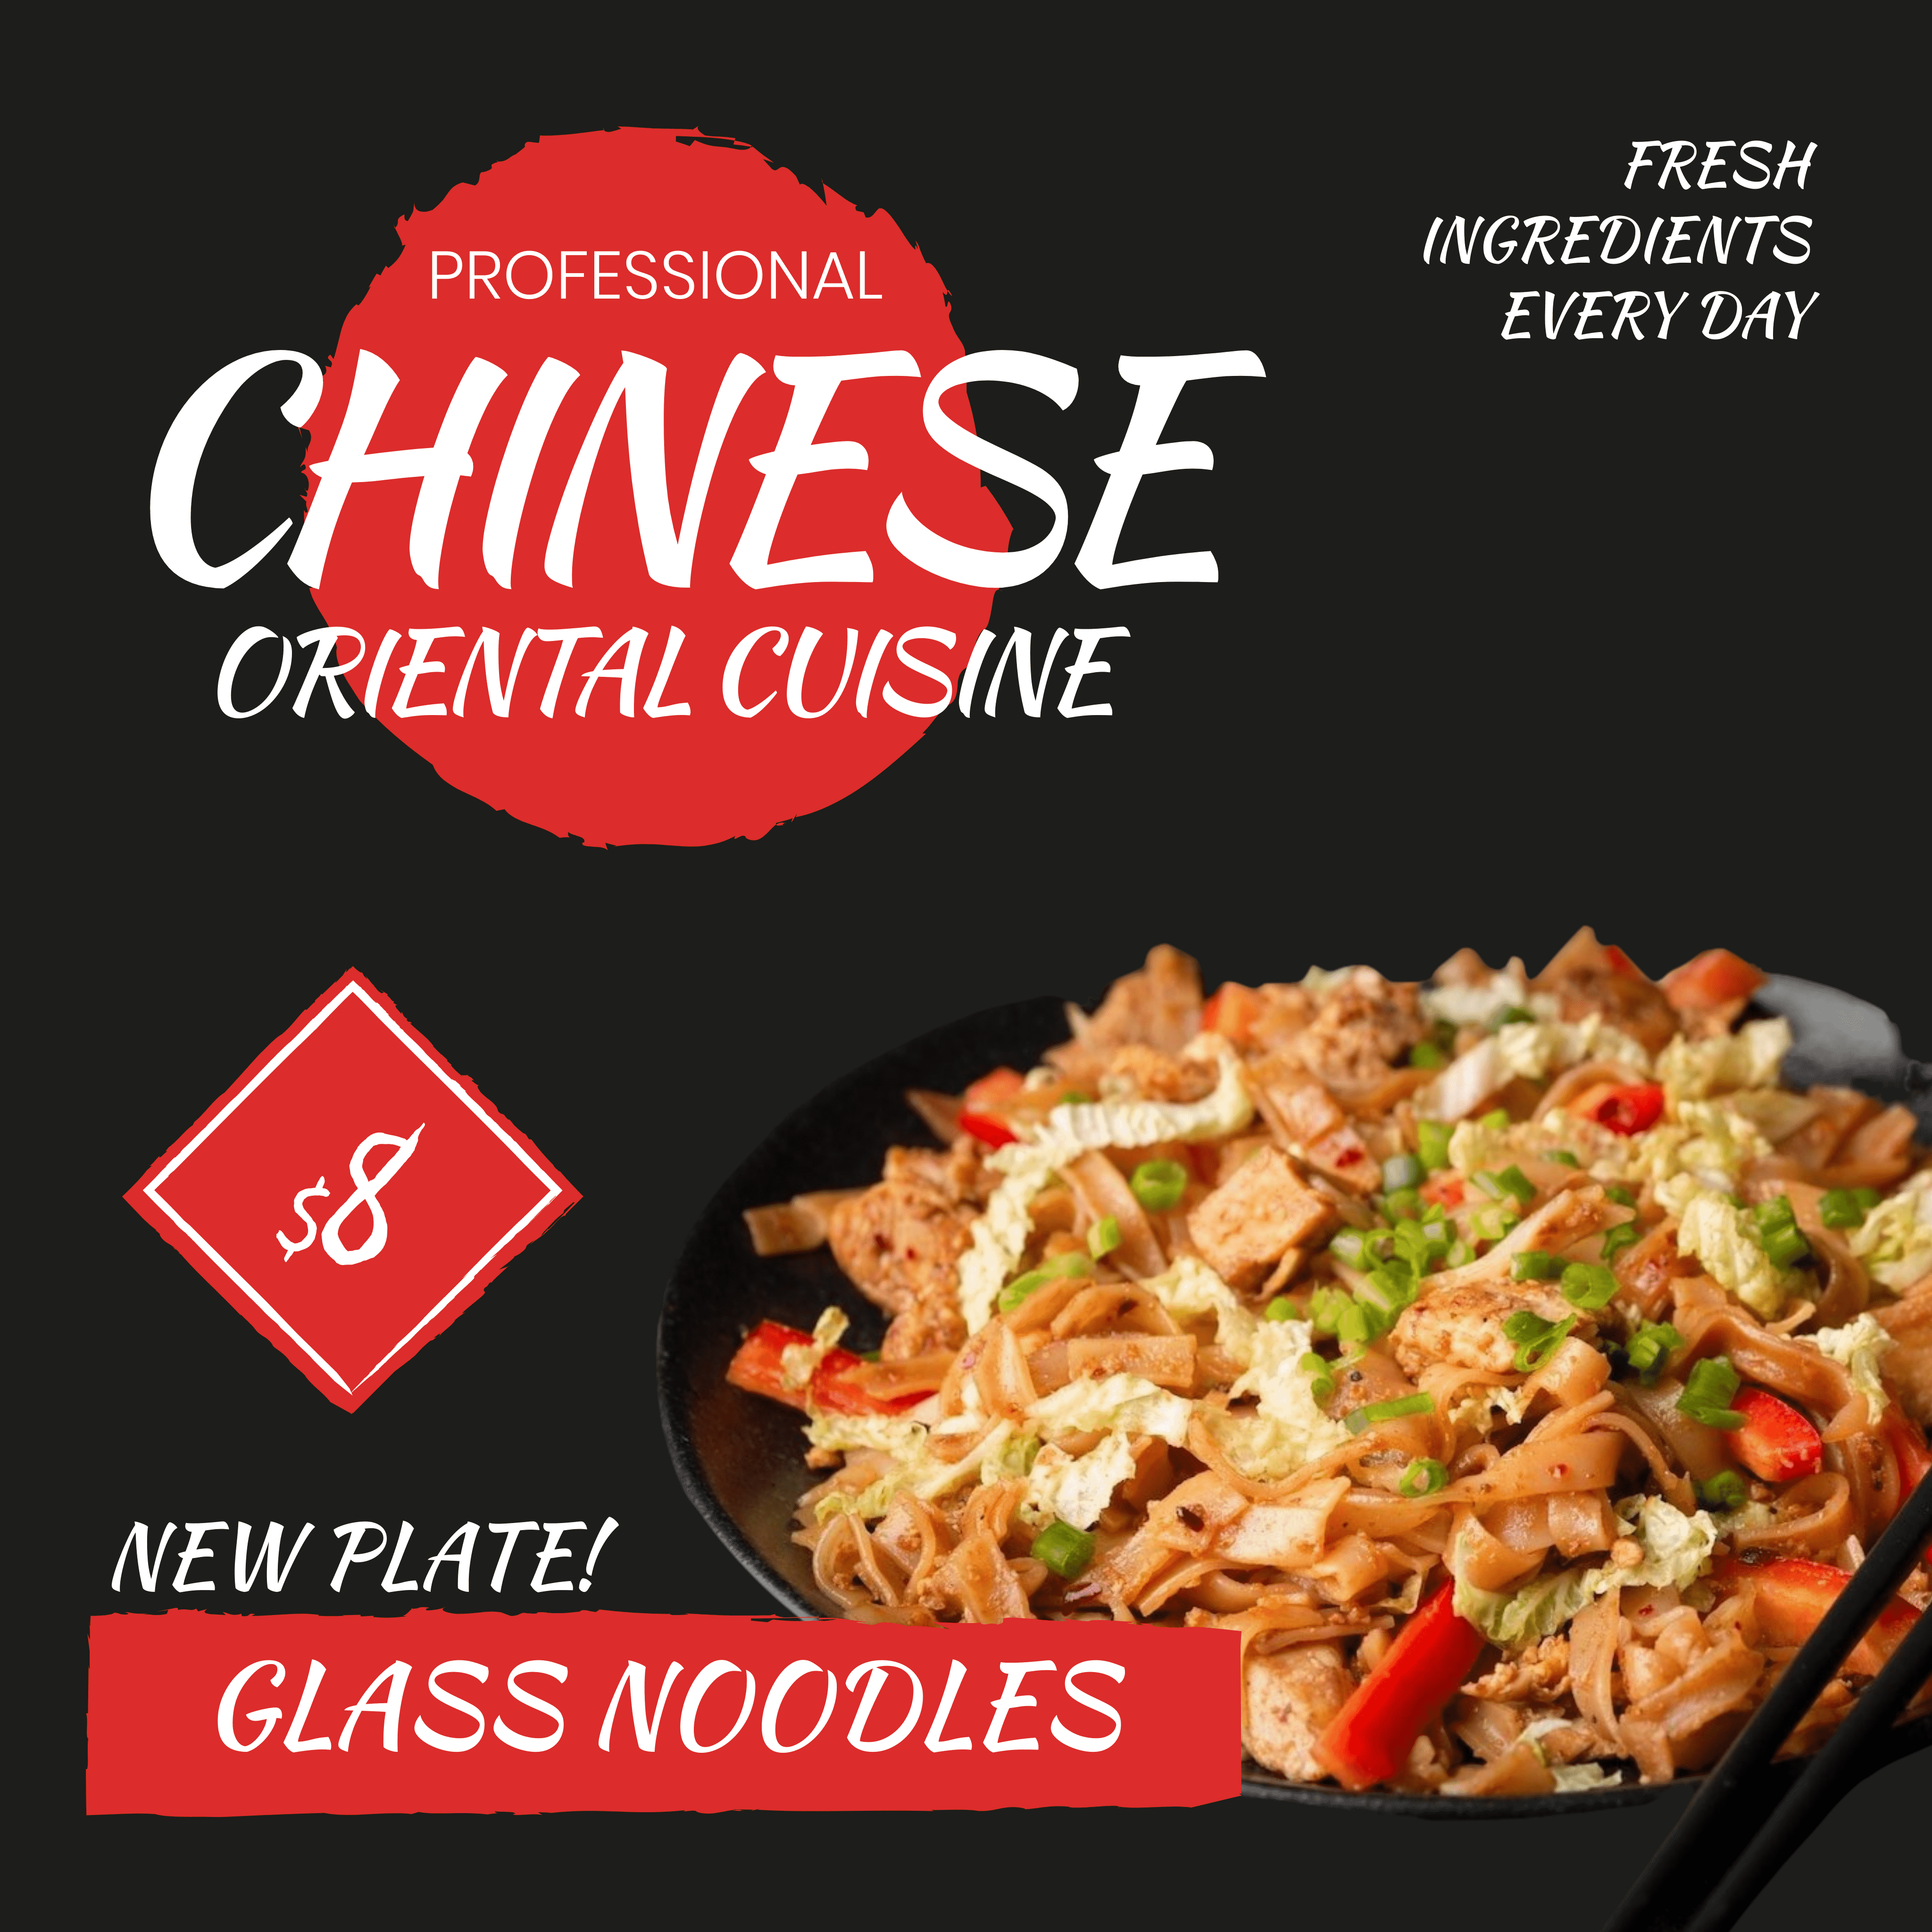 PROFESSIONAL
CHINESE
ORIENTAL CUISINE
FRESH
INGREDIENTS
EVERY DAY
$8
NEW PLATE!
GLASS NOODLES